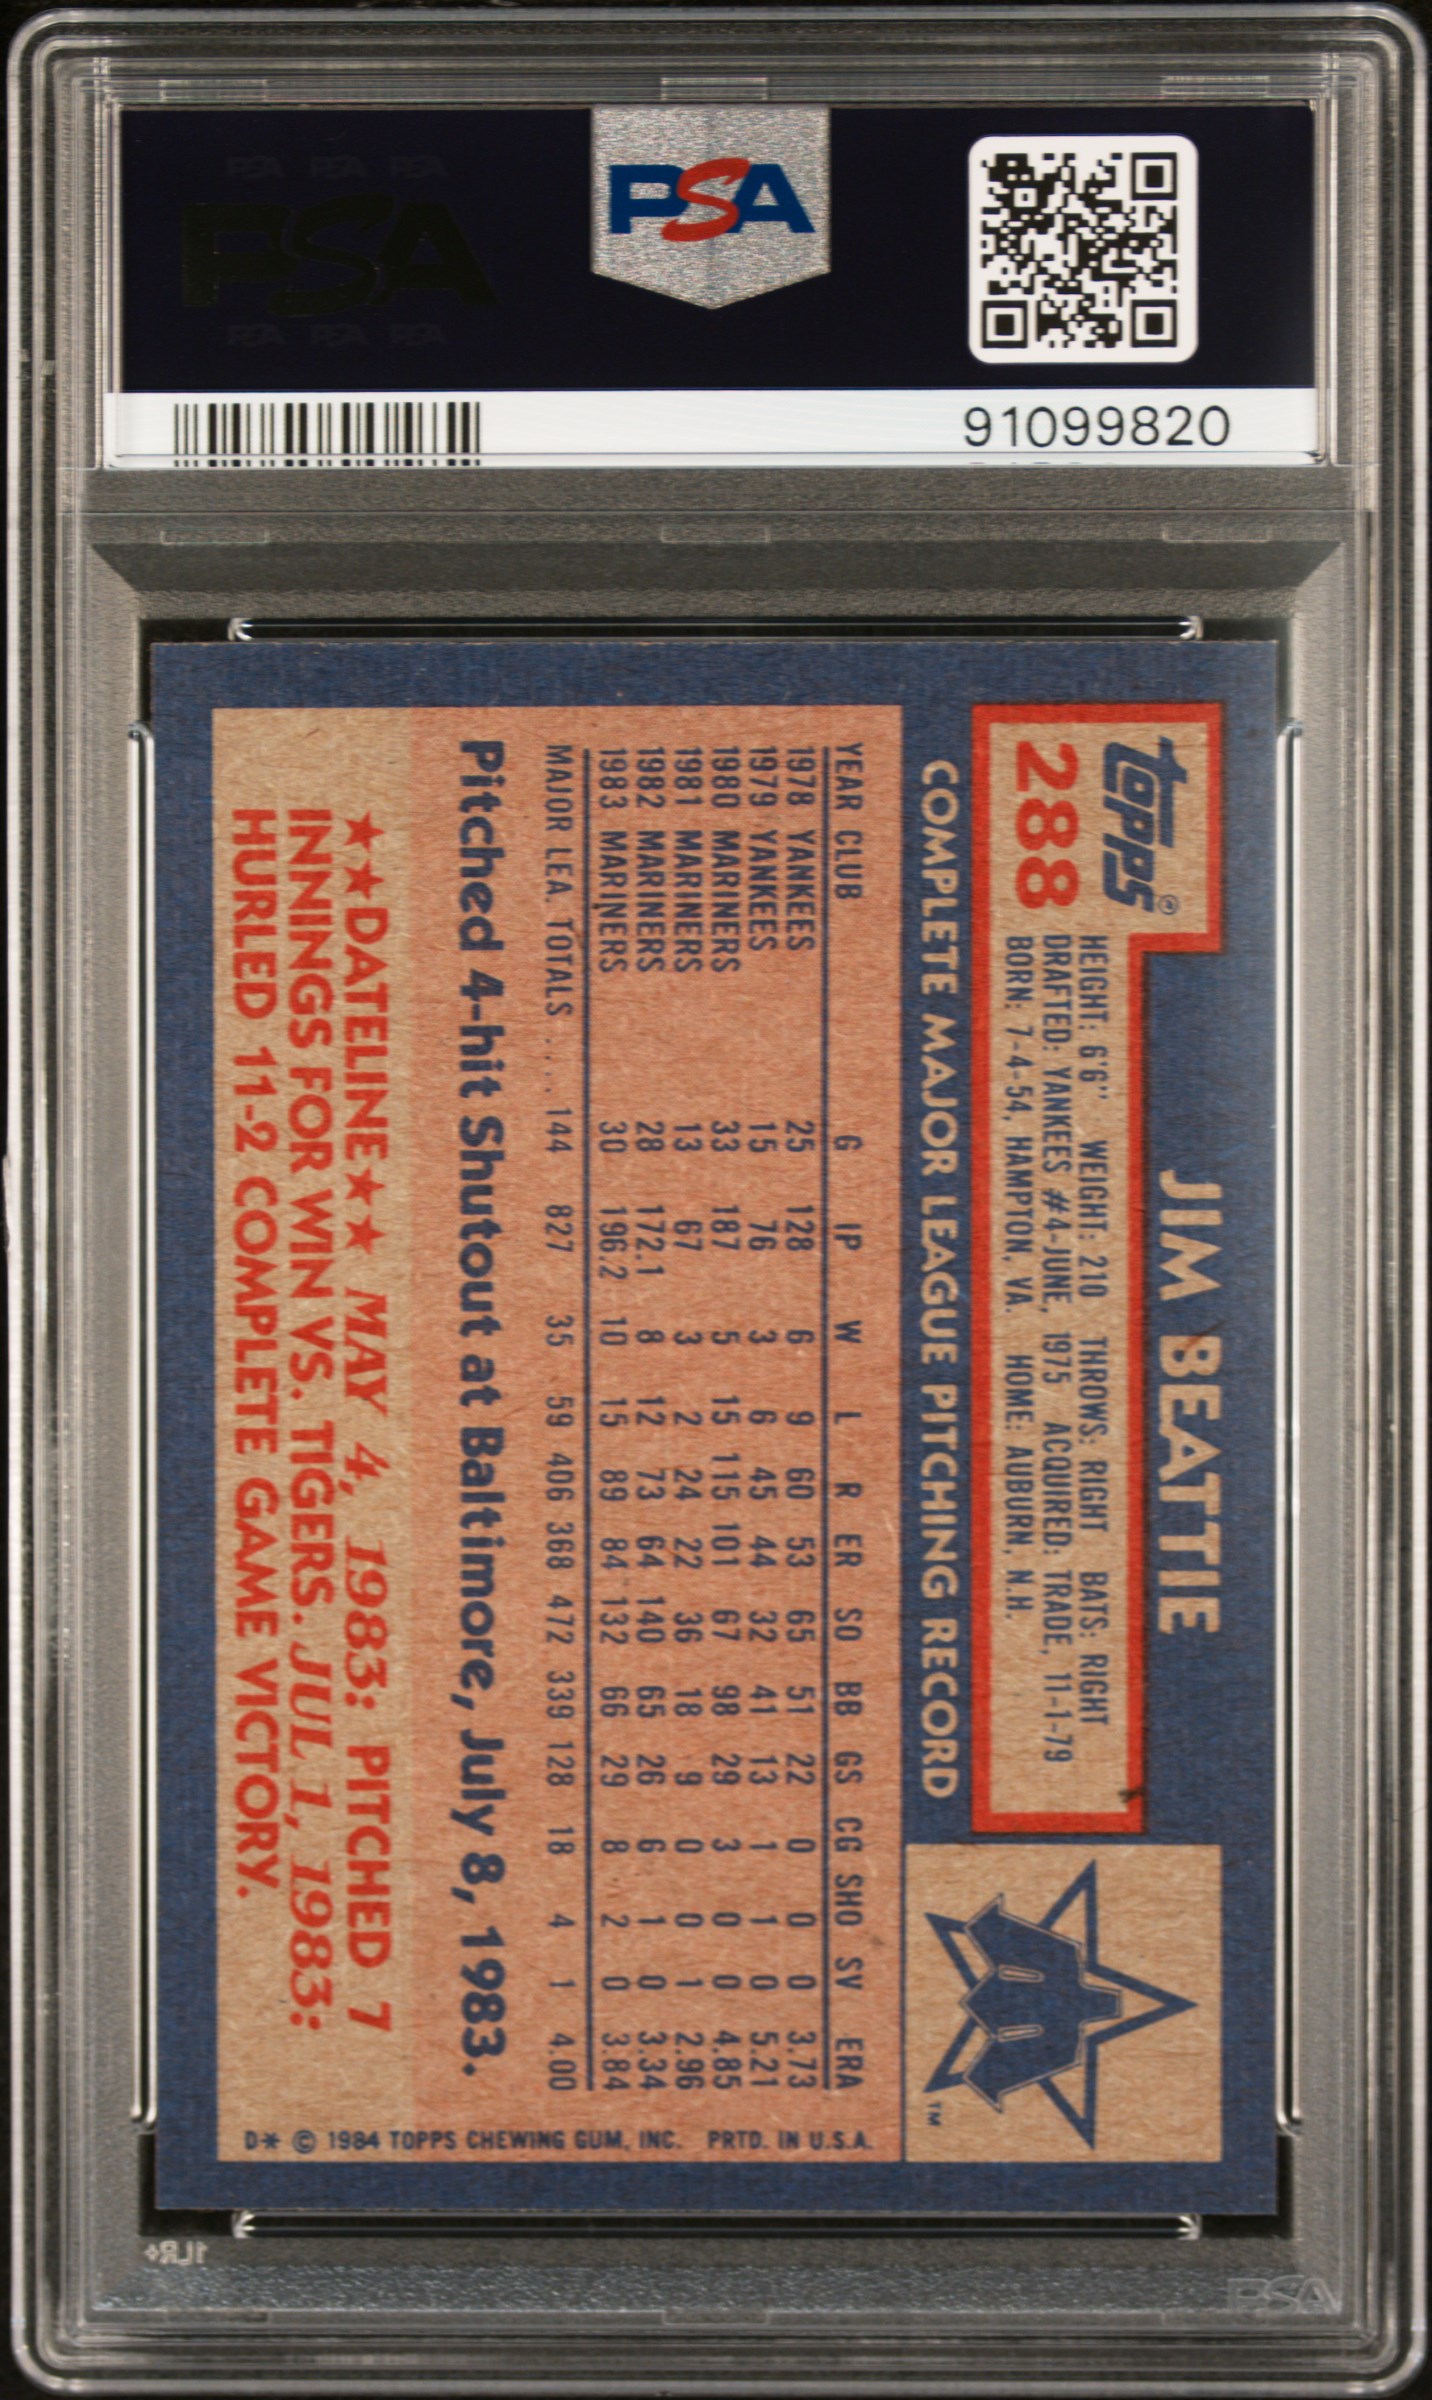 PSA PSA PSA
PSA
PSA PSA PSA
PSA
91099820
JIM BEATTIE
Topps®
288
HEIGHT: 6'6" WEIGHT: 210 THROWS: RIGHT BATS: RIGHT
DRAFTED: YANKEES #4-JUNE, 1975 ACQUIRED: TRADE, 11-1-79
BORN: 7-4-54, HAMPTON, VA. HOME: AUBURN, N.H.
TM
COMPLETE MAJOR LEAGUE PITCHING RECORD
YEAR CLUB G IP W L R ER SO BB GS CG SHO SV ERA
1978 YANKEES 25 128 6 9 60 53 65 51 22 0 0 0 3.73
1979 YANKEES 15 76 3 6 45 44 32 41 13 1 1 0 5.21
1980 MARINERS 33 187 5 15 115 101 67 98 29 3 0 0 4.85
1981 MARINERS 13 67 3 2 24 22 36 18 9 0 0 1 2.96
1982 MARINERS 28 172.1 8 12 73 64 140 65 26 6 1 0 3.34
1983 MARINERS 30 196.2 10 15 89 84 132 66 29 8 2 0 3.84
MAJOR LEA. TOTALS .... 144 827 35 59 406 368 472 339 128 18 4 1 4.00
Pitched 4-hit Shutout at Baltimore, July 8, 1983.
★★DATELINE★★ MAY 4, 1983: PITCHED 7
INNINGS FOR WIN VS. TIGERS. JUL 1, 1983:
HURLED 11-2 COMPLETE GAME VICTORY.
D* © 1984 TOPPS CHEWING GUM, INC. PRTD. IN U.S.A.
1LR+
PSA